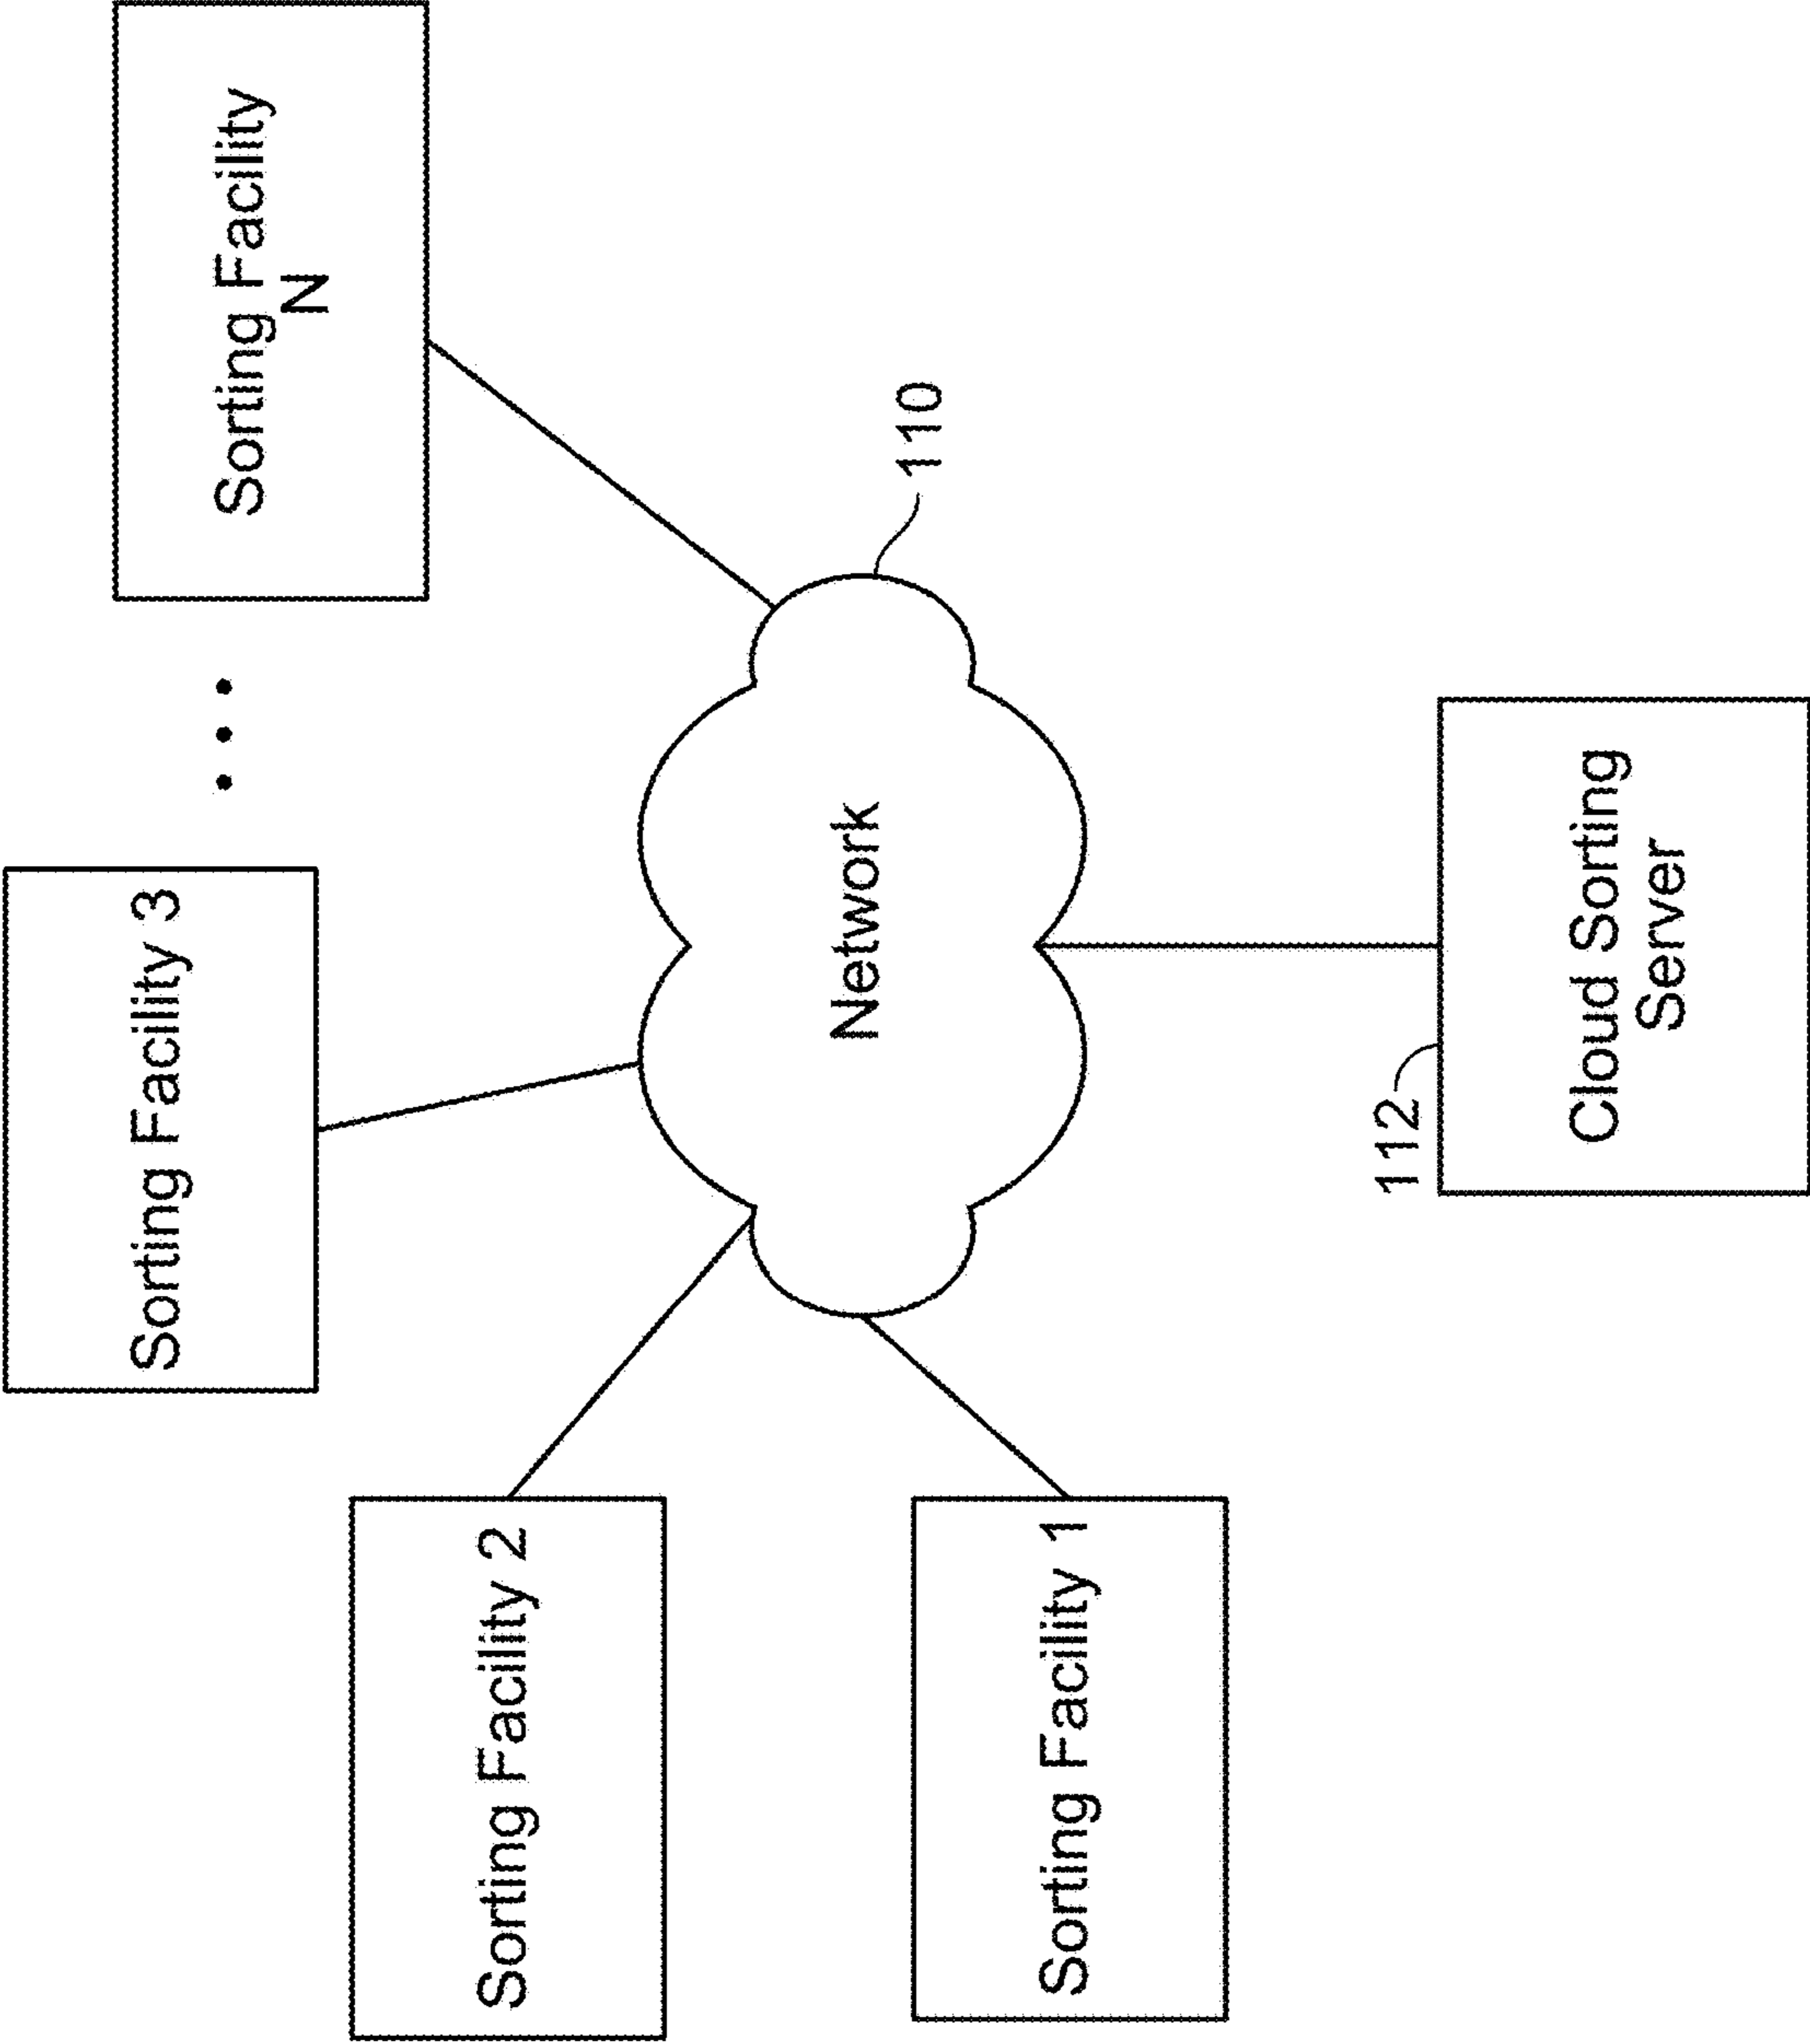 Sorting Facility 3
Sorting Facility
N
Sorting Facility 2
Sorting Facility 1
Network
110
112
Cloud Sorting
Server